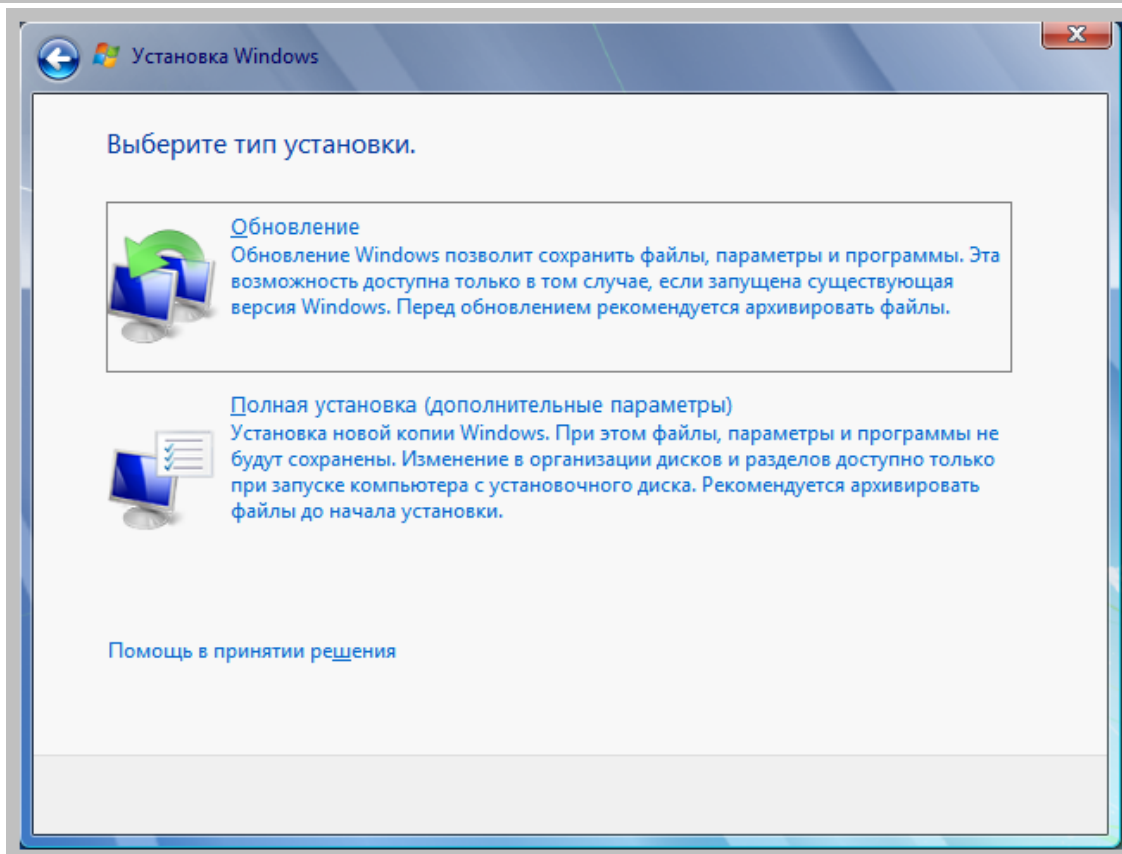 Установка Windows
Выберите тип установки.
Обновление
Обновление Windows позволит сохранить файлы, параметры и программы. Эта
возможность доступна только в том случае, если запущена существующая
версия Windows. Перед обновлением рекомендуется архивировать файлы.
Полная установка (дополнительные параметры)
Установка новой копии Windows. При этом файлы, параметры и программы не
будут сохранены. Изменение в организации дисков и разделов доступно только
при запуске компьютера с установочного диска. Рекомендуется архивировать
файлы до начала установки.
Помощь в принятии решения